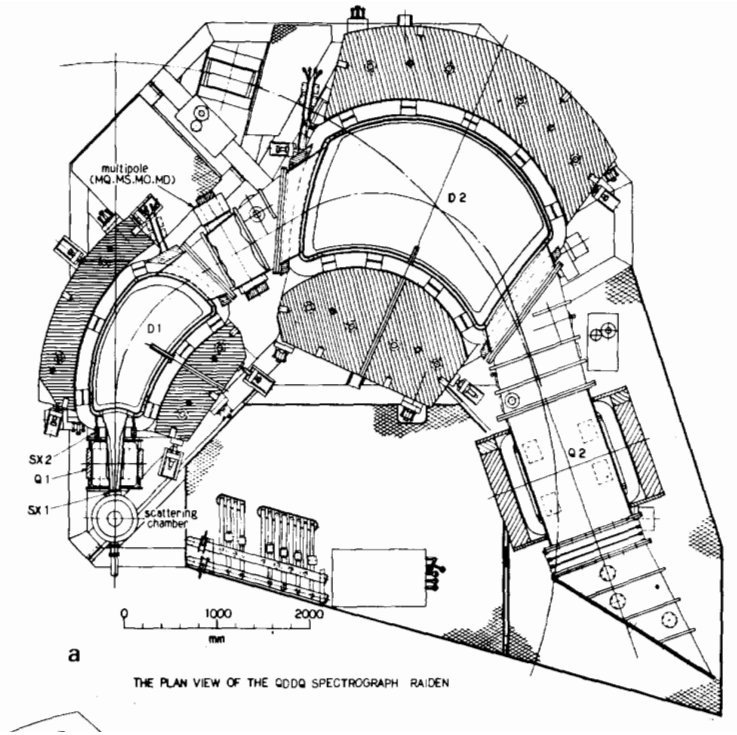 multipole
(MQ.MS.MO.MD)
D2
D1
SX2
Q1
SX1
scattering
chamber
Q2
0 1000 2000
mm
a
THE PLAN VIEW OF THE QDDQ SPECTROGRAPH RAIDEN